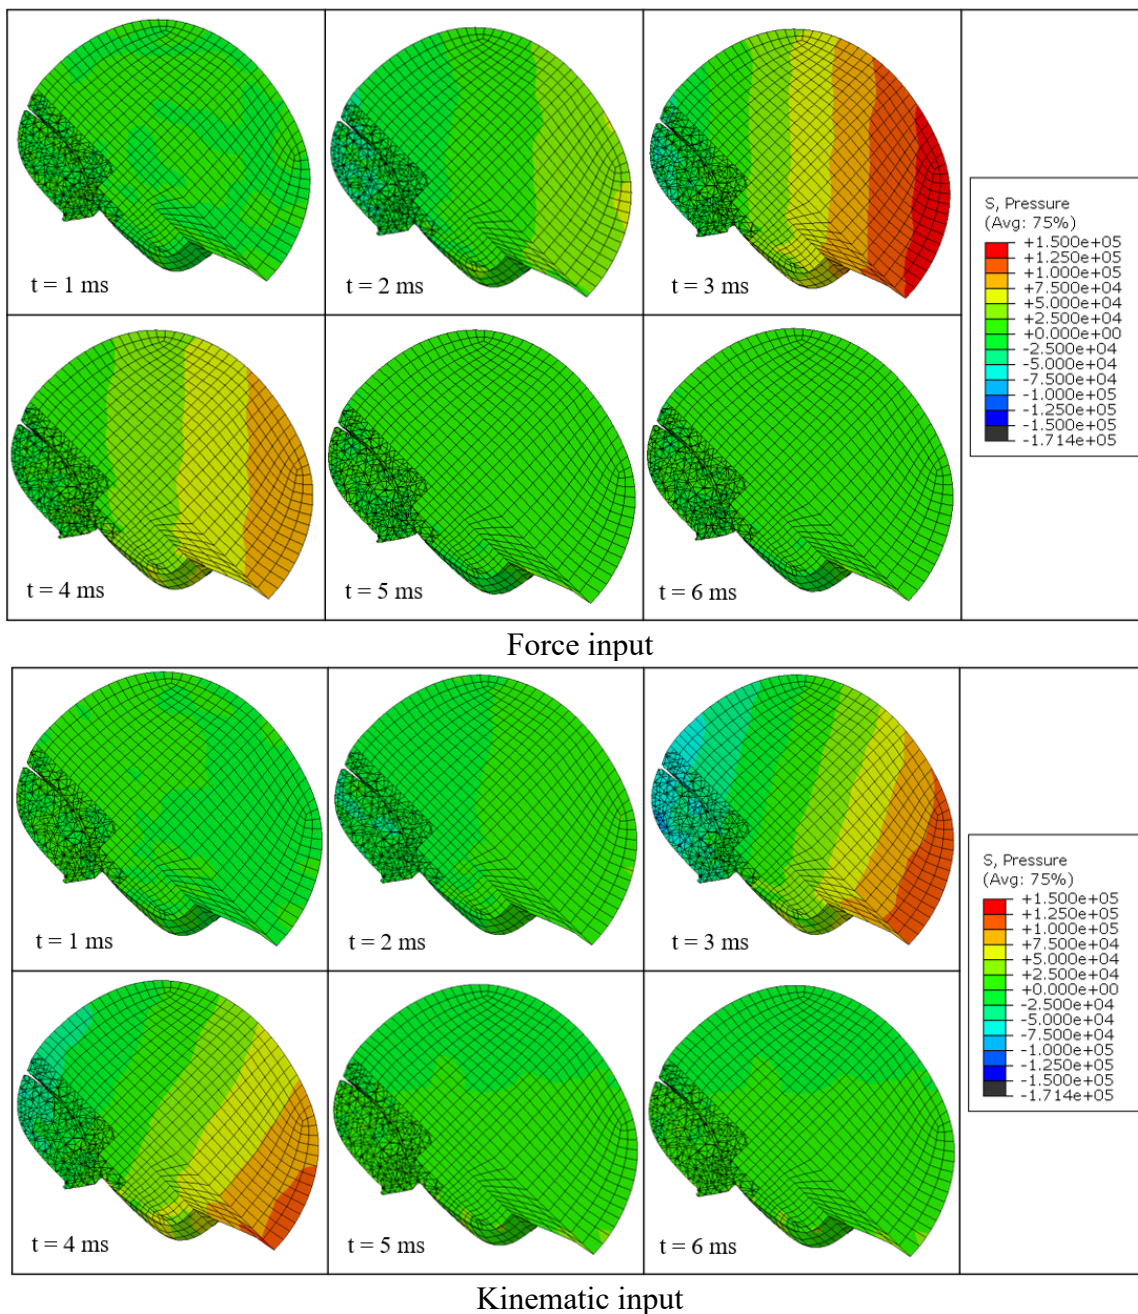 t = 1 ms
t = 2 ms
t = 3 ms
S, Pressure
(Avg: 75%)
+1.500e+05
+1.250e+05
+1.000e+05
+7.500e+04
+5.000e+04
+2.500e+04
+0.000e+00
-2.500e+04
-5.000e+04
-7.500e+04
-1.000e+05
-1.250e+05
-1.500e+05
-1.714e+05
t = 4 ms
t = 5 ms
t = 6 ms
Force input
t = 1 ms
t = 2 ms
t = 3 ms
S, Pressure
(Avg: 75%)
+1.500e+05
+1.250e+05
+1.000e+05
+7.500e+04
+5.000e+04
+2.500e+04
+0.000e+00
-2.500e+04
-5.000e+04
-7.500e+04
-1.000e+05
-1.250e+05
-1.500e+05
-1.714e+05
t = 4 ms
t = 5 ms
t = 6 ms
Kinematic input